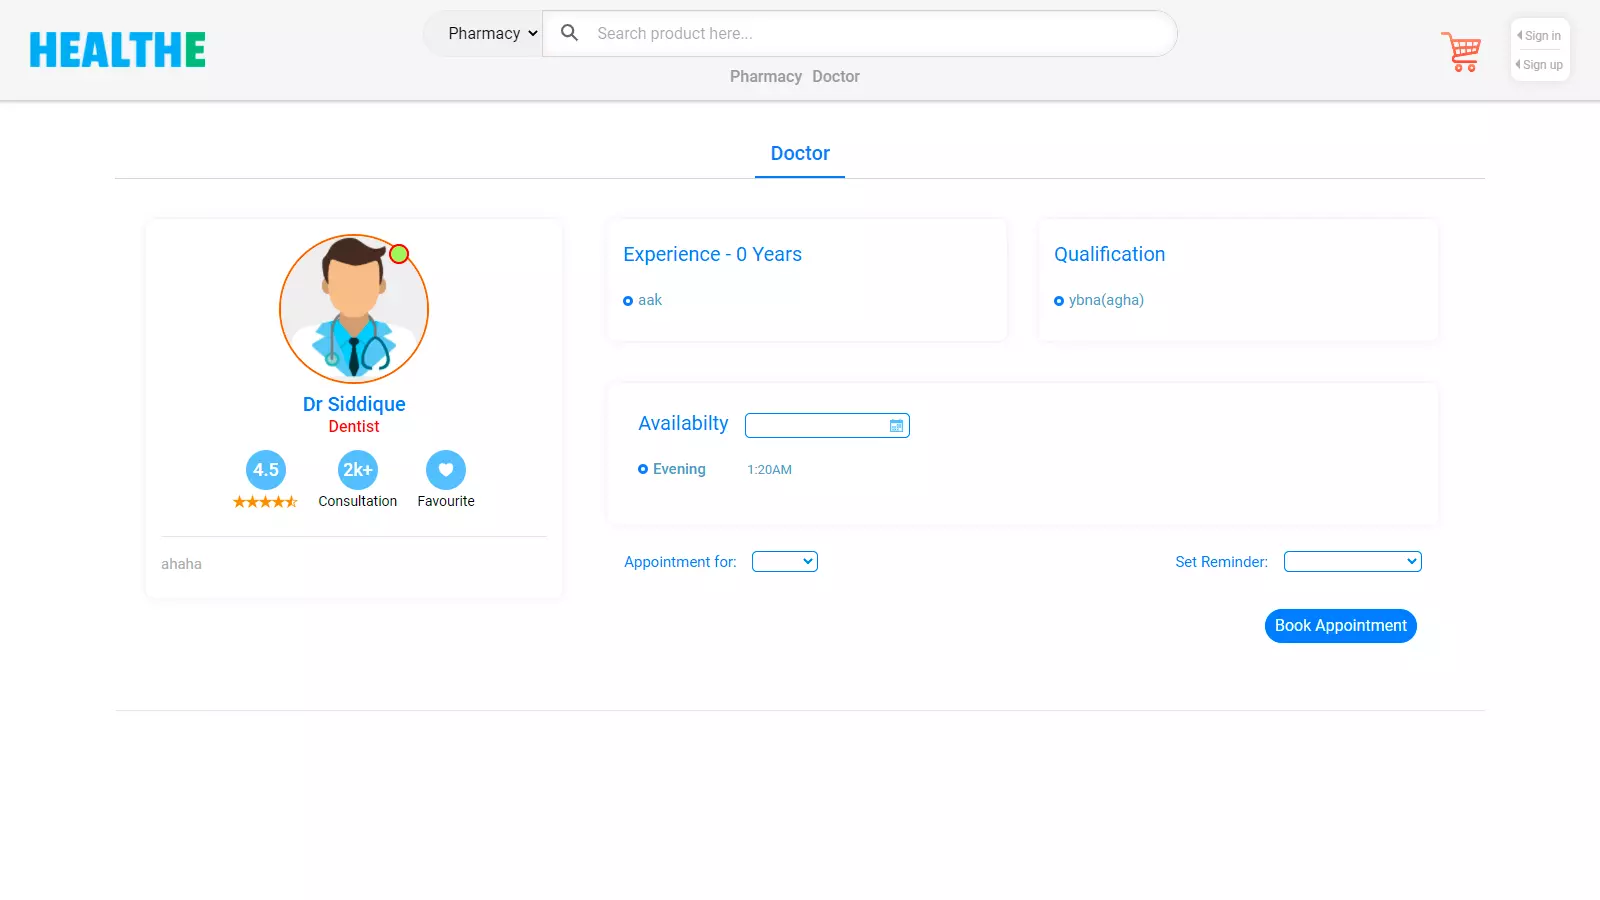 HEALTHE
Pharmacy
Search product here...
Pharmacy Doctor
Sign in
Sign up
Doctor
Dr Siddique
Dentist
4.5
2k+
Consultation
Favourite
ahaha
Experience - 0 Years
aak
Qualification
ybna(agha)
Availabilty
Evening 1:20AM
Appointment for:
Set Reminder:
Book Appointment